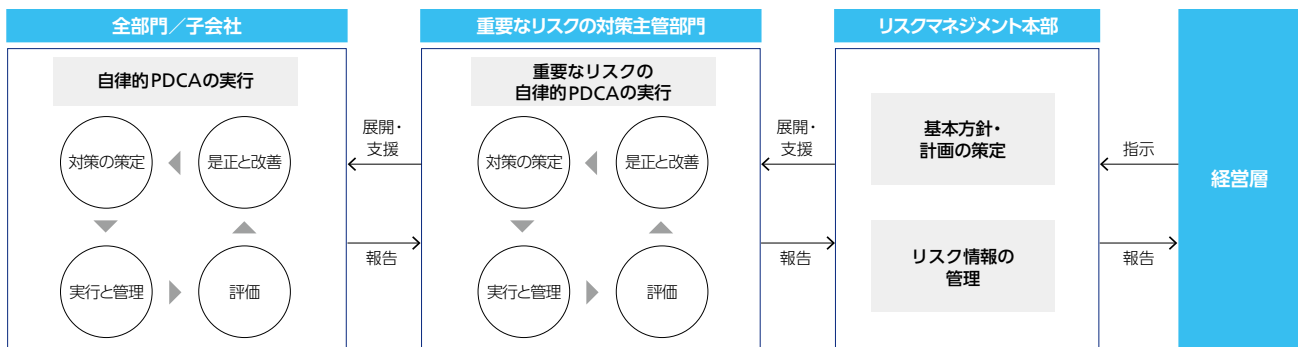 全部門／子会社
自律的PDCAの実行
対策の策定
是正と改善
実行と管理
評価
展開・
支援
報告
重要なリスクの対策主管部門
重要なリスクの
自律的PDCAの実行
対策の策定
是正と改善
実行と管理
評価
展開・
支援
報告
リスクマネジメント本部
基本方針・
計画の策定
リスク情報の
管理
指示
報告
経営層